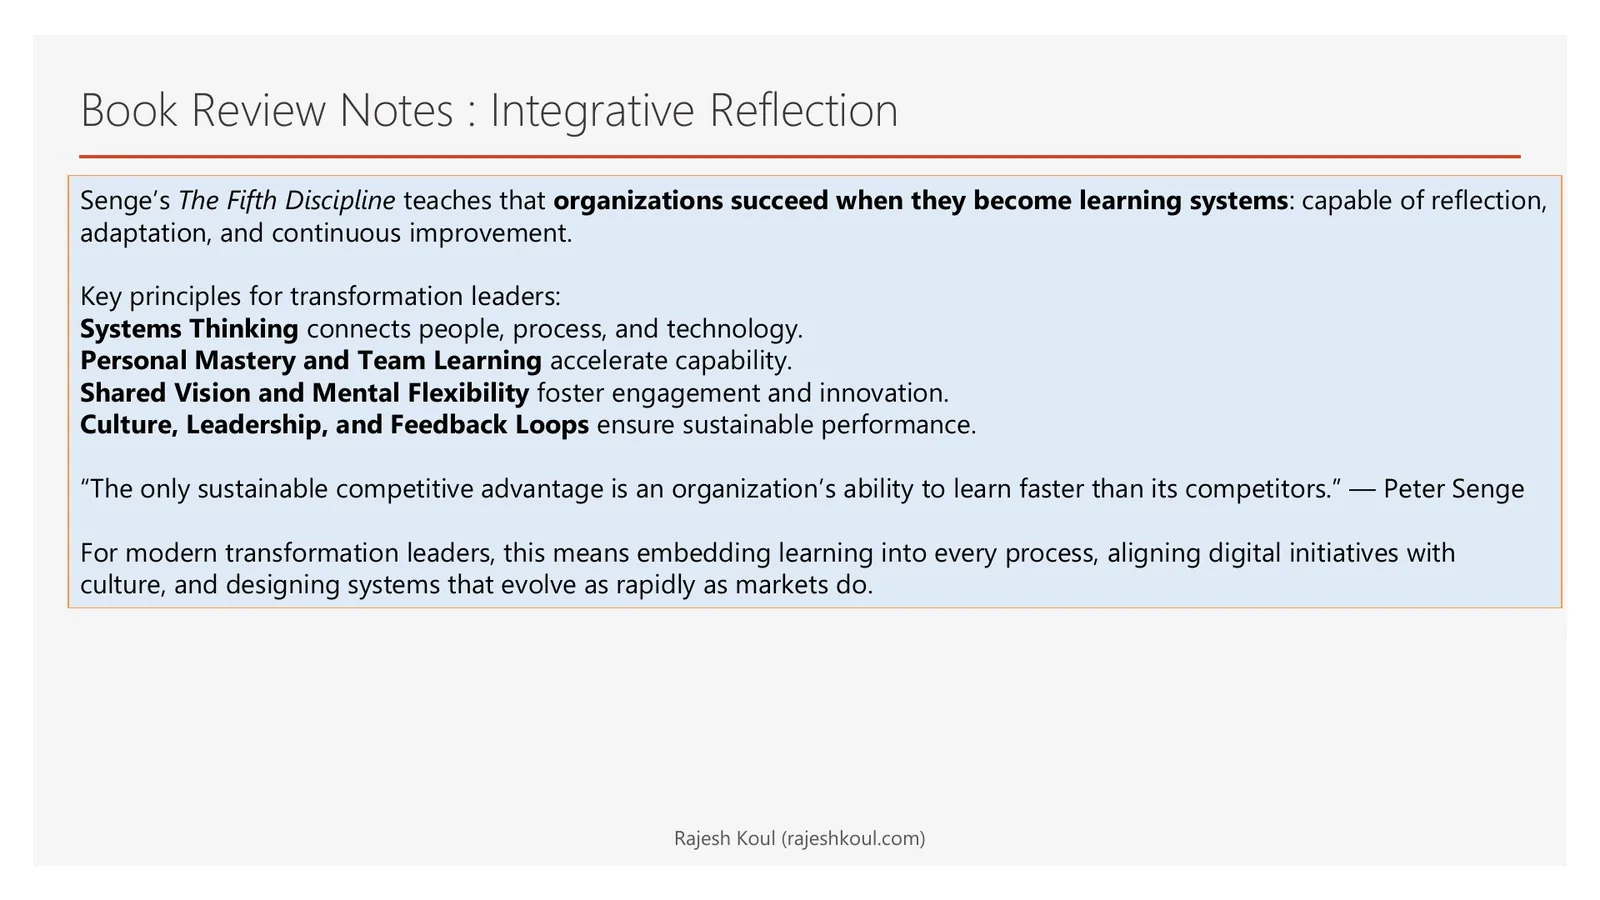 Book Review Notes : Integrative Reflection
Senge’s The Fifth Discipline teaches that organizations succeed when they become learning systems: capable of reflection,
adaptation, and continuous improvement.
Key principles for transformation leaders:
Systems Thinking connects people, process, and technology.
Personal Mastery and Team Learning accelerate capability.
Shared Vision and Mental Flexibility foster engagement and innovation.
Culture, Leadership, and Feedback Loops ensure sustainable performance.
“The only sustainable competitive advantage is an organization’s ability to learn faster than its competitors.” — Peter Senge
For modern transformation leaders, this means embedding learning into every process, aligning digital initiatives with
culture, and designing systems that evolve as rapidly as markets do.
Rajesh Koul (rajeshkoul.com)